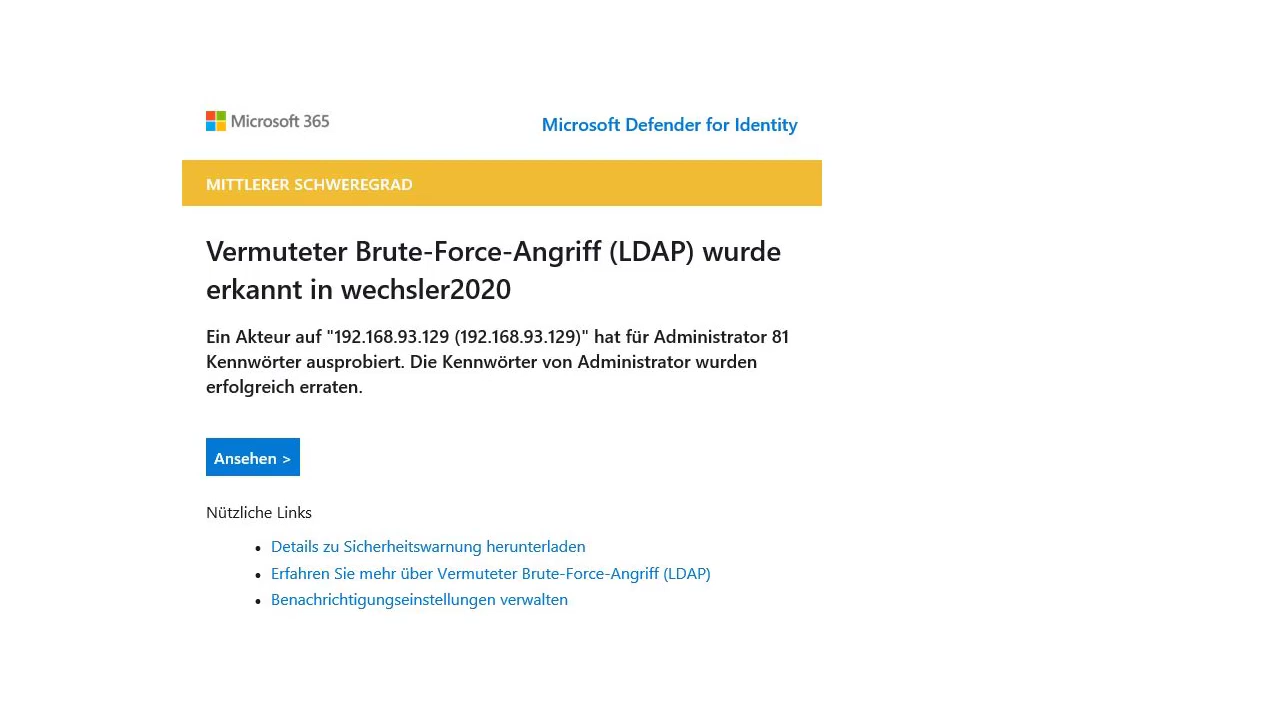 Microsoft 365
Microsoft Defender for Identity
MITTLERER SCHWEREGRAD
Vermuteter Brute-Force-Angriff (LDAP) wurde
erkannt in wechsler2020
Ein Akteur auf "192.168.93.129 (192.168.93.129)" hat für Administrator 81
Kennwörter ausprobiert. Die Kennwörter von Administrator wurden
erfolgreich erraten.
Ansehen >
Nützliche Links
• Details zu Sicherheitswarnung herunterladen
• Erfahren Sie mehr über Vermuteter Brute-Force-Angriff (LDAP)
• Benachrichtigungseinstellungen verwalten